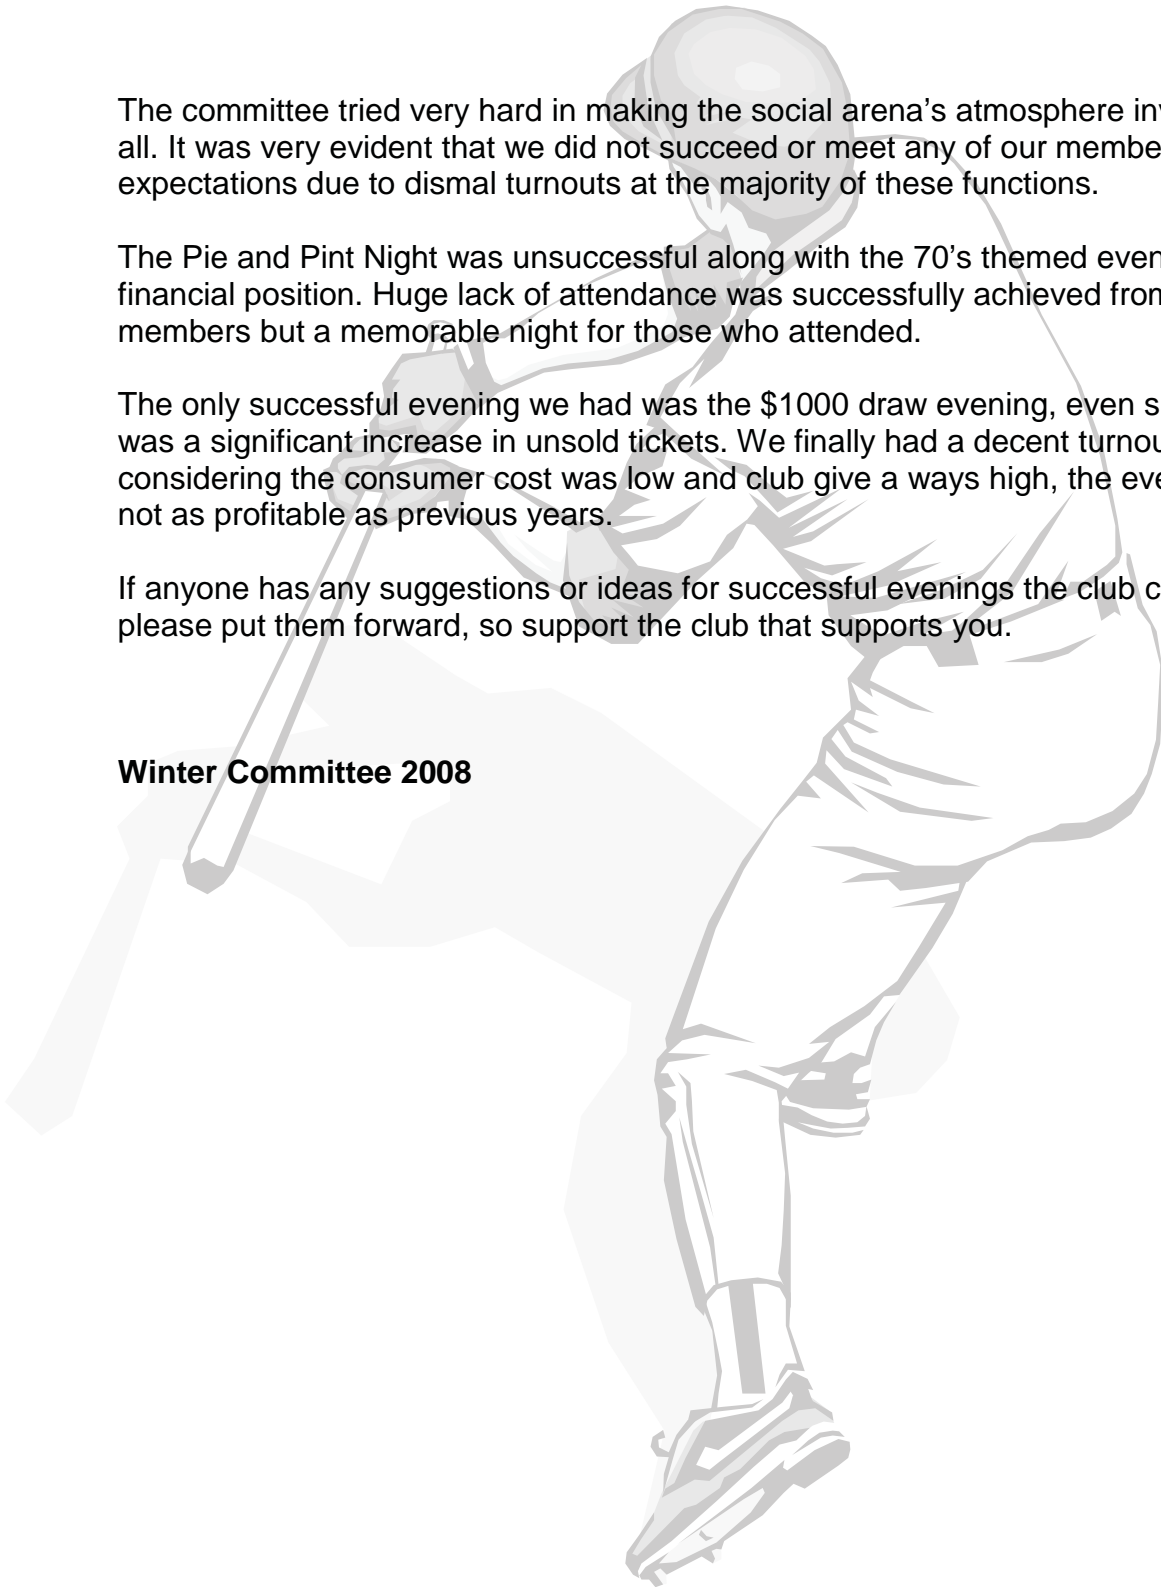 The committee tried very hard in making the social arena's atmosphere
all. It was very evident that we did not succeed or meet any of our
expectations due to dismal turnouts at the majority of these functions.
The Pie and Pint Night was unsuccessful along with the 70's themed
financial position. Huge lack of attendance was successfully achieved
members but a memorable night for those who attended.
The only successful evening we had was the $1000 draw evening, even
was a significant increase in unsold tickets. We finally had a decent
considering the consumer cost was low and club give a ways high, the
not as profitable as previous years.
If anyone has any suggestions or ideas for successful evenings the club
please put them forward, so support the club that supports you.
Winter Committee 2008